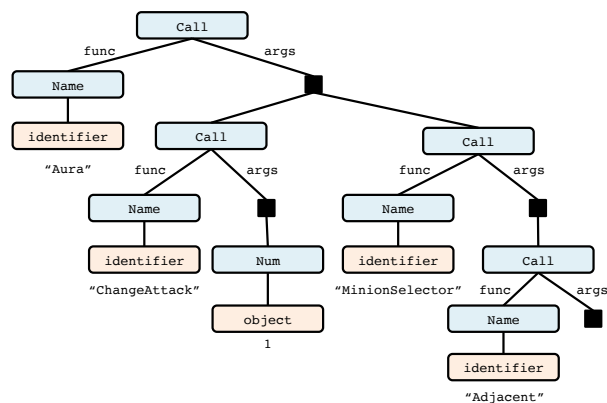 Call
func args
Name
identifier
"Aura"
Call
func args
Name
identifier
"ChangeAttack"
Num
object
1
Call
func args
Name
identifier
"MinionSelector"
Call
func args
Name
identifier
"Adjacent"